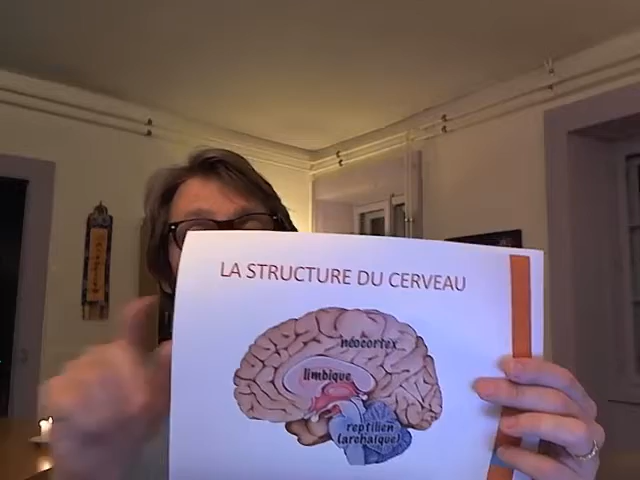 LA STRUCTURE DU CERVEAU
néocortex
limbique
reptilien
(archaïque)